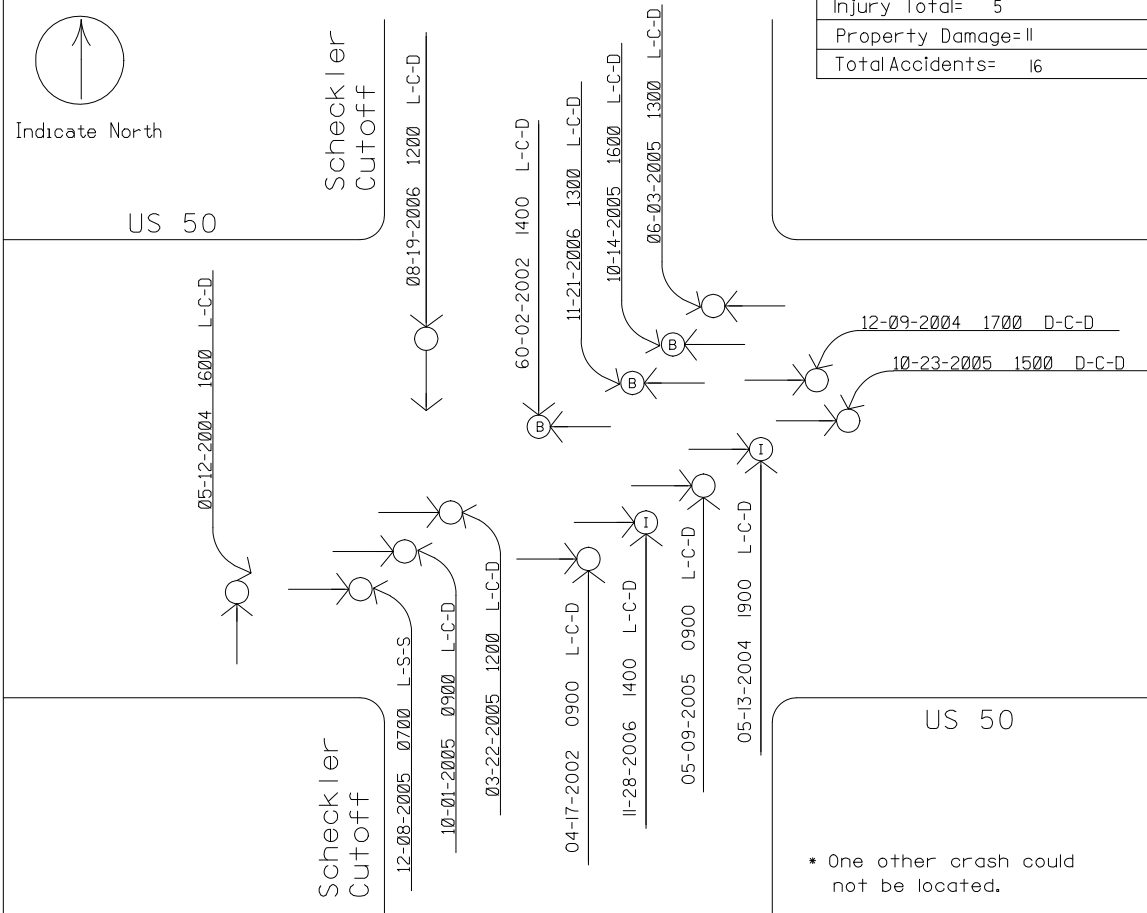 Injury Total= 5
Property Damage= 11
Total Accidents= 16
Indicate North
Scheckler
Cutoff
US 50
05-12-2004 1600 L-C-D
08-19-2006 1200 L-C-D
60-02-2002 1400 L-C-D
11-21-2006 1300 L-C-D
10-14-2005 1600 L-C-D
06-03-2005 1300 L-C-D
12-09-2004 1700 D-C-D
10-23-2005 1500 D-C-D
B
B
B
I
I
12-08-2005 0700 L-S-S
10-01-2005 0900 L-C-D
03-22-2005 1200 L-C-D
04-17-2002 0900 L-C-D
11-28-2006 1400 L-C-D
05-09-2005 0900 L-C-D
05-13-2004 1900 L-C-D
US 50
Scheckler
Cutoff
* One other crash could
not be located.